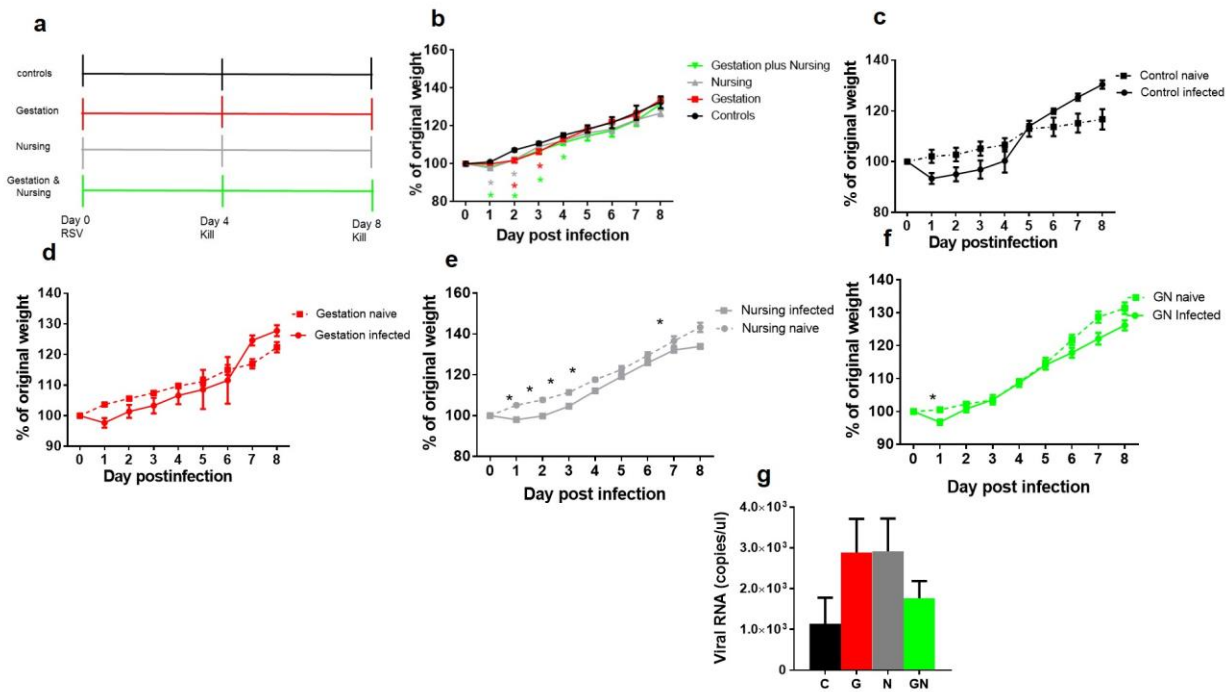 a
controls
Gestation
Nursing
Gestation &
Nursing
Day 0
RSV
Day 4
Kill
Day 8
Kill
b
% of original weight
160
140
120
100
80
0 1 2 3 4 5 6 7 8
Day post infection
Gestation plus Nursing
Nursing
Gestation
Controls
* * *
* * *
* * *
c
% of original weight
140
120
100
80
0 1 2 3 4 5 6 7 8
Day postinfection
Control naive
Control infected
d
% of original weight
140
130
120
110
100
90
0 1 2 3 4 5 6 7 8
Day postinfection
Gestation naive
Gestation infected
e
% of original weight
160
140
120
100
80
0 1 2 3 4 5 6 7 8
Day post infection
Nursing infected
Nursing naive
* * * * *
f
% of original weight
130
120
110
100
90
0 1 2 3 4 5 6 7 8
Day post infection
GN naive
GN Infected
*
g
Viral RNA (copies/ul)
4.0×10³
3.0×10³
2.0×10³
1.0×10³
C G N GN